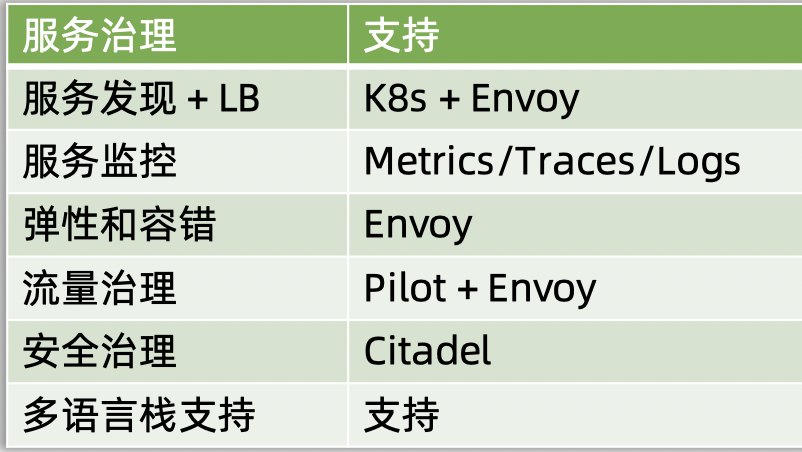 服务治理 支持
服务发现 + LB K8s + Envoy
服务监控 Metrics/Traces/Logs
弹性和容错 Envoy
流量治理 Pilot + Envoy
安全治理 Citadel
多语言栈支持 支持